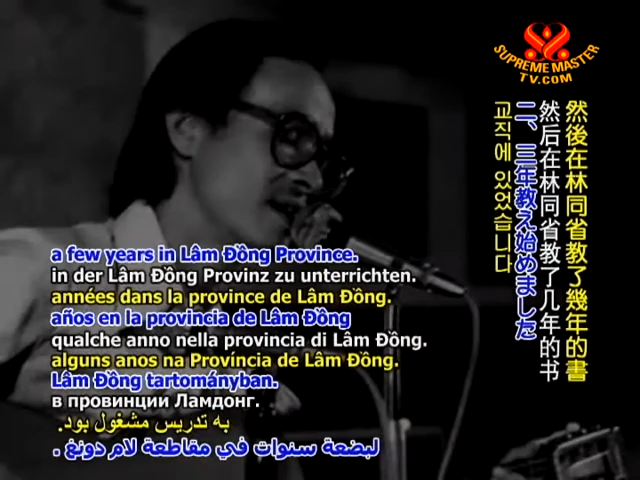 SUPREME MASTER
TV.COM
a few years in Lâm Đồng Province.
in der Lâm Đồng Provinz zu unterrichten.
années dans la province de Lâm Đồng.
años en la provincia de Lâm Đồng
qualche anno nella provincia di Lâm Đồng.
alguns anos na Província de Lâm Đồng.
Lâm Đồng tartományban.
в провинции Ламдонг.
به تدریس مشغول بود.
لبضعة سنوات في مقاطعة لام دونغ .
然後在林同省教了幾年的書
然后在林同省教了几年的书
二、三年教え始めました
교직에 있었습니다